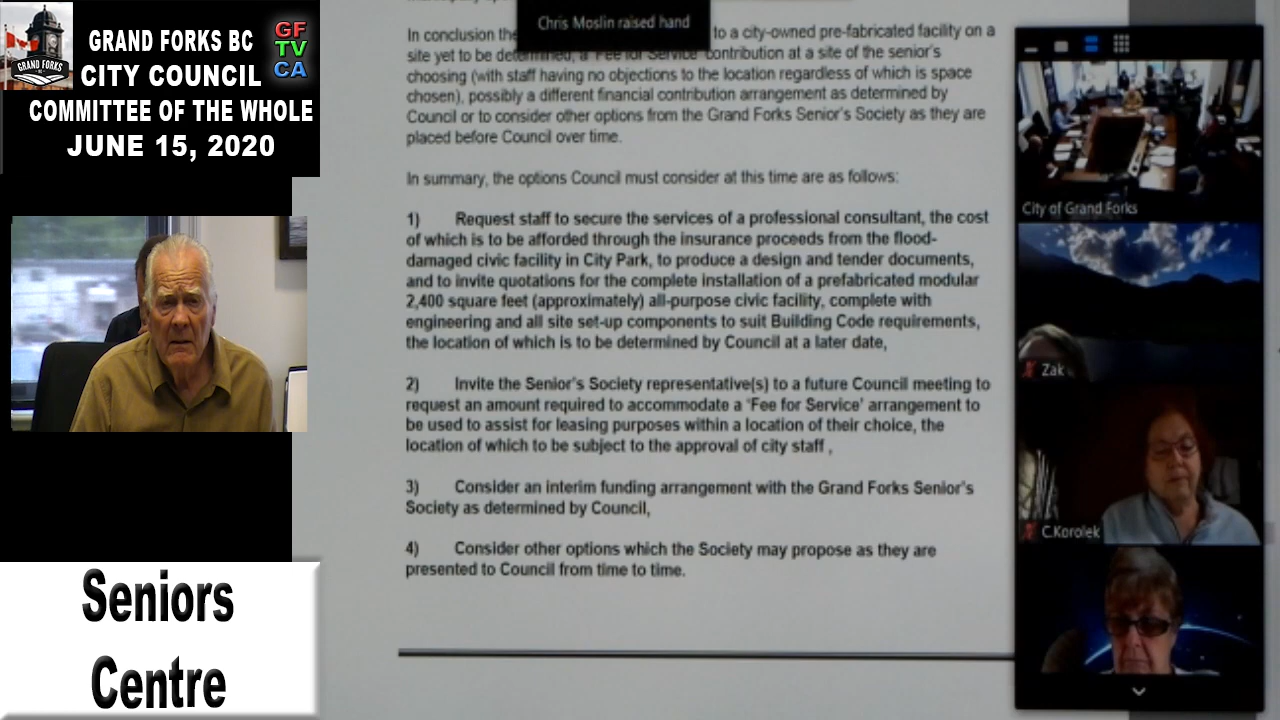 GRAND FORKS BC
CITY COUNCIL
COMMITTEE OF THE WHOLE
JUNE 15, 2020
GF
TV
CA
GRAND FORKS
Seniors
Centre
Chris Moslin raised hand
In conclusion the to a city-owned pre-fabricated facility on a
site yet to be determined, a 'Fee for Service' contribution at a site of the senior's
choosing (with staff having no objections to the location regardless of which is space
chosen), possibly a different financial contribution arrangement as determined by
Council or to consider other options from the Grand Forks Senior's Society as they are
placed before Council over time.
In summary, the options Council must consider at this time are as follows:
1) Request staff to secure the services of a professional consultant, the cost
of which is to be afforded through the insurance proceeds from the flood-
damaged civic facility in City Park, to produce a design and tender documents,
and to invite quotations for the complete installation of a prefabricated modular
2,400 square feet (approximately) all-purpose civic facility, complete with
engineering and all site set-up components to suit Building Code requirements,
the location of which is to be determined by Council at a later date,
2) Invite the Senior's Society representative(s) to a future Council meeting to
request an amount required to accommodate a 'Fee for Service' arrangement to
be used to assist for leasing purposes within a location of their choice, the
location of which to be subject to the approval of city staff ,
3) Consider an interim funding arrangement with the Grand Forks Senior's
Society as determined by Council,
4) Consider other options which the Society may propose as they are
presented to Council from time to time.
City of Grand Forks
Zak
C.Korolek